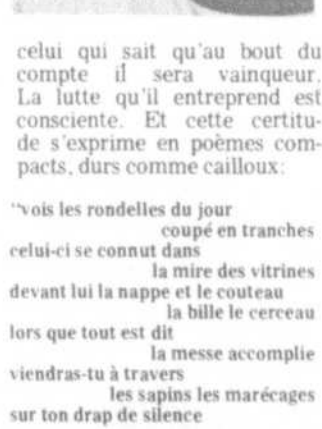 celui qui sait qu'au bout du
compte il sera vainqueur.
La lutte qu'il entreprend est
consciente. Et cette certitu-
de s'exprime en poèmes com-
pacts, durs comme cailloux:
"vois les rondelles du jour
coupé en tranches
celui-ci se connut dans
la mire des vitrines
devant lui la nappe et le couteau
la bille le cerceau
lors que tout est dit
la messe accomplie
viendras-tu à travers
les sapins les marécages
sur ton drap de silence